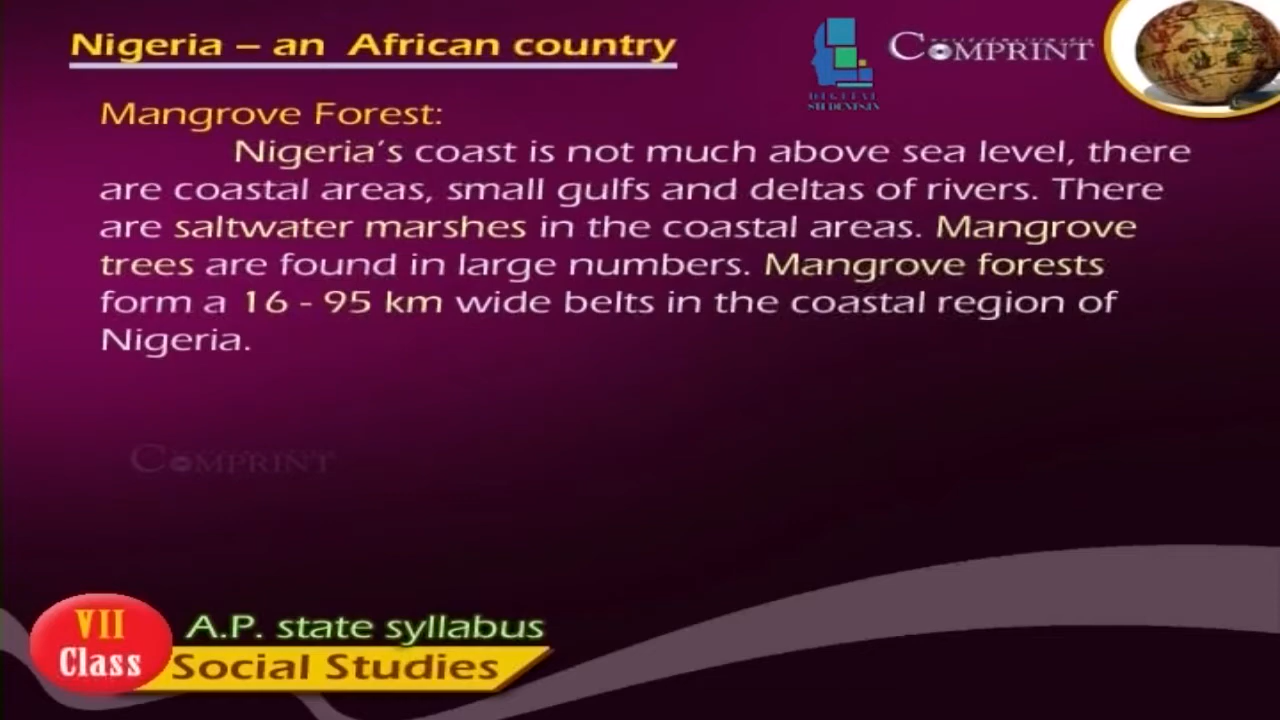 Nigeria – an African country
COMPRINT
Mangrove Forest:
Nigeria's coast is not much above sea level, there
are coastal areas, small gulfs and deltas of rivers. There
are saltwater marshes in the coastal areas. Mangrove
trees are found in large numbers. Mangrove forests
form a 16 - 95 km wide belts in the coastal region of
Nigeria.
COMPRINT
VII
Class
A.P. state syllabus
Social Studies